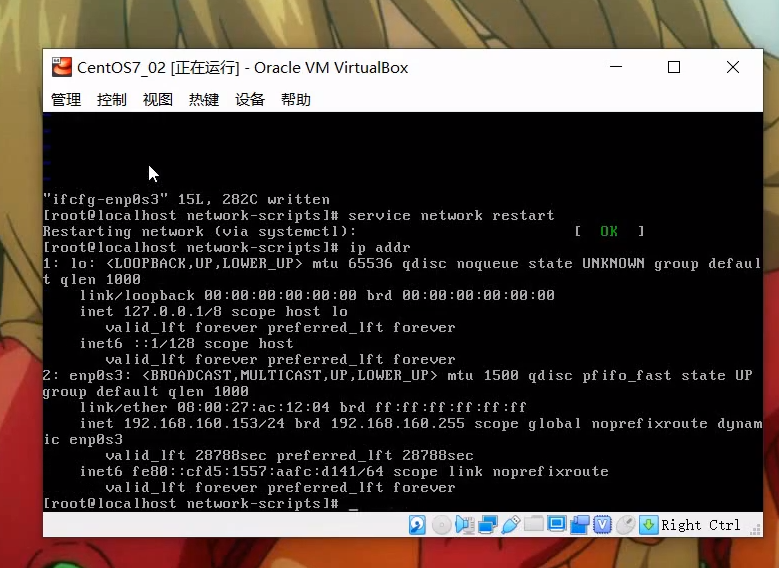 CentOS7_02 [正在运行] - Oracle VM VirtualBox
管理 控制 视图 热键 设备 帮助
"ifcfg-enp0s3" 15L, 282C written
[root@localhost network-scripts]# service network restart
Restarting network (via systemctl): [ OK ]
[root@localhost network-scripts]# ip addr
1: lo: <LOOPBACK,UP,LOWER_UP> mtu 65536 qdisc noqueue state UNKNOWN group defaul
t qlen 1000
link/loopback 00:00:00:00:00:00 brd 00:00:00:00:00:00
inet 127.0.0.1/8 scope host lo
valid_lft forever preferred_lft forever
inet6 ::1/128 scope host
valid_lft forever preferred_lft forever
2: enp0s3: <BROADCAST,MULTICAST,UP,LOWER_UP> mtu 1500 qdisc pfifo_fast state UP
group default qlen 1000
link/ether 08:00:27:ac:12:04 brd ff:ff:ff:ff:ff:ff
inet 192.168.160.153/24 brd 192.168.160.255 scope global noprefixroute dynam
ic enp0s3
valid_lft 28788sec preferred_lft 28788sec
inet6 fe80::cfd5:1557:aafc:d141/64 scope link noprefixroute
valid_lft forever preferred_lft forever
[root@localhost network-scripts]# _
Right Ctrl